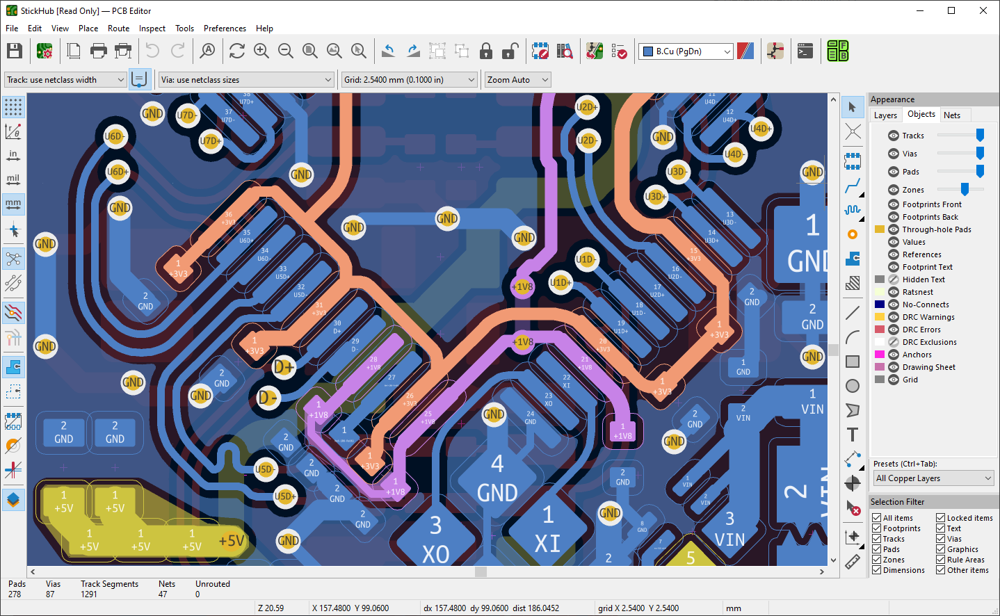 StickHub [Read Only] — PCB Editor
File Edit View Place Route Inspect Tools Preferences Help
B.Cu (PgDn)
Track: use netclass width
Via: use netclass sizes
Grid: 2.5400 mm (0.1000 in)
Zoom Auto
in
mil
mm
38
U7D+
37
U7D-
GND
U7D-
U7D+
U6D-
U6D+
GND
GND
GND
GND
GND
GND
GND
GND
36
+3V3
35
U6D+
34
U6D-
33
U5D+
32
U5D-
31
+3V3
30
D+
29
D-
28
+1V8
27
26
+3V3
25
+1V8
24
GND
23
XO
22
XI
21
+1V8
20
+3V3
19
U1D+
18
U1D-
17
U2D+
16
U2D-
15
+3V3
14
U3D+
13
U3D-
12
U4D+
11
U4D-
U2D+
U2D-
U4D+
U4D-
GND
U3D-
U3D+
U1D-
U1D+
+1V8
+1V8
GND
1
GND
2
GND
2
GND
GND
1
GND
1
+3V3
1
+3V3
1
+3V3
1
+3V3
1
+3V3
2
GND
2
GND
D+
D-
GND
1
+1V8
1
1
+1V8
1
+1V8
2
GND
2
GND
2
GND
2
GND
2
GND
2
GND
U5D-
U5D+
GND
1
+5V
1
+5V
1
+5V
1
+5V
1
+5V
+5V
GND
4
GND
3
XO
1
XI
2
GND
GND
2
GND
GND
8
GND
7
2
5
1
VIN
2
VIN
2
VIN
1
VIN
3
VIN
2
VIN
Appearance
Layers Objects Nets
Tracks
Vias
Pads
Zones
Footprints Front
Footprints Back
Through-hole Pads
Values
References
Footprint Text
Hidden Text
Ratsnest
No-Connects
DRC Warnings
DRC Errors
DRC Exclusions
Anchors
Drawing Sheet
Grid
Presets (Ctrl+Tab):
All Copper Layers
Selection Filter
All items Locked items
Footprints Text
Tracks Vias
Pads Graphics
Zones Rule Areas
Dimensions Other items
Pads Vias Track Segments Nets Unrouted
278 87 1291 47 0
Z 20.59 X 157.4800 Y 99.0600 dx 157.4800 dy 99.0600 dist 186.0452 grid X 2.5400 Y 2.5400 mm